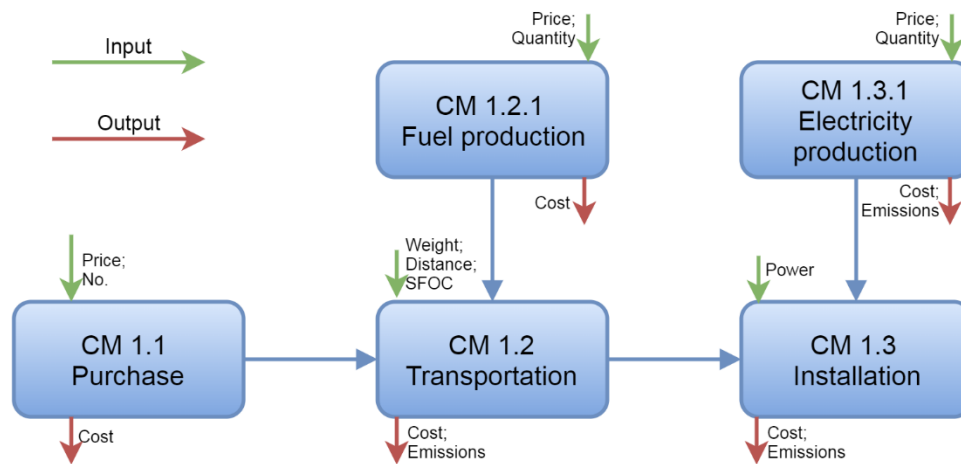 Input
Output
Price;
Quantity
CM 1.2.1
Fuel production
Cost
Price;
Quantity
CM 1.3.1
Electricity
production
Cost;
Emissions
Price;
No.
CM 1.1
Purchase
Cost
Weight;
Distance;
SFOC
CM 1.2
Transportation
Cost;
Emissions
Power
CM 1.3
Installation
Cost;
Emissions